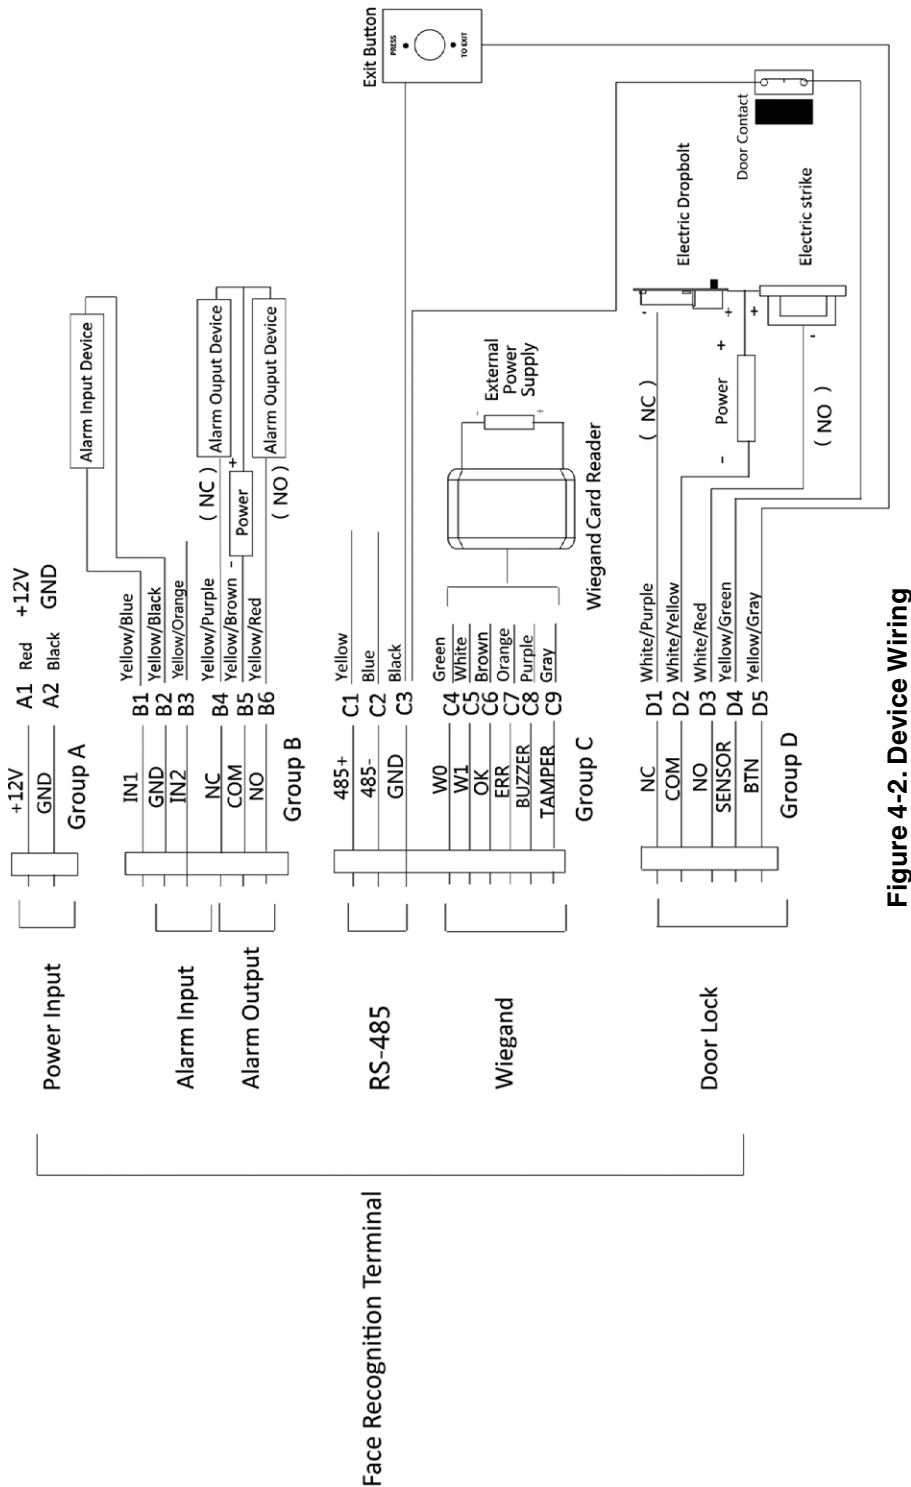 Face Recognition Terminal
Power Input
+12V A1 Red +12V
GND A2 Black GND
Group A
Alarm Input
Alarm Output
IN1 B1 Yellow/Blue
GND B2 Yellow/Black
IN2 B3 Yellow/Orange
NC B4 Yellow/Purple
COM B5 Yellow/Brown
NO B6 Yellow/Red
Group B
Alarm Input Device
( NC )
Alarm Ouput Device
- Power +
( NO )
Alarm Ouput Device
RS-485
485+ C1 Yellow
485- C2 Blue
GND C3 Black
Wiegand
W0 C4 Green
W1 C5 White
OK C6 Brown
ERR C7 Orange
BUZZER C8 Purple
TAMPER C9 Gray
Group C
External
Power
Supply
- +
Wiegand Card Reader
Exit Button
PRESS
TO EXIT
Door Lock
NC D1 White/Purple
COM D2 White/Yellow
NO D3 White/Red
SENSOR D4 Yellow/Green
BTN D5 Yellow/Gray
Group D
( NC )
- Power +
( NO )
- +
+ -
Electric Dropbolt
Door Contact
Electric strike
Figure 4-2. Device Wiring